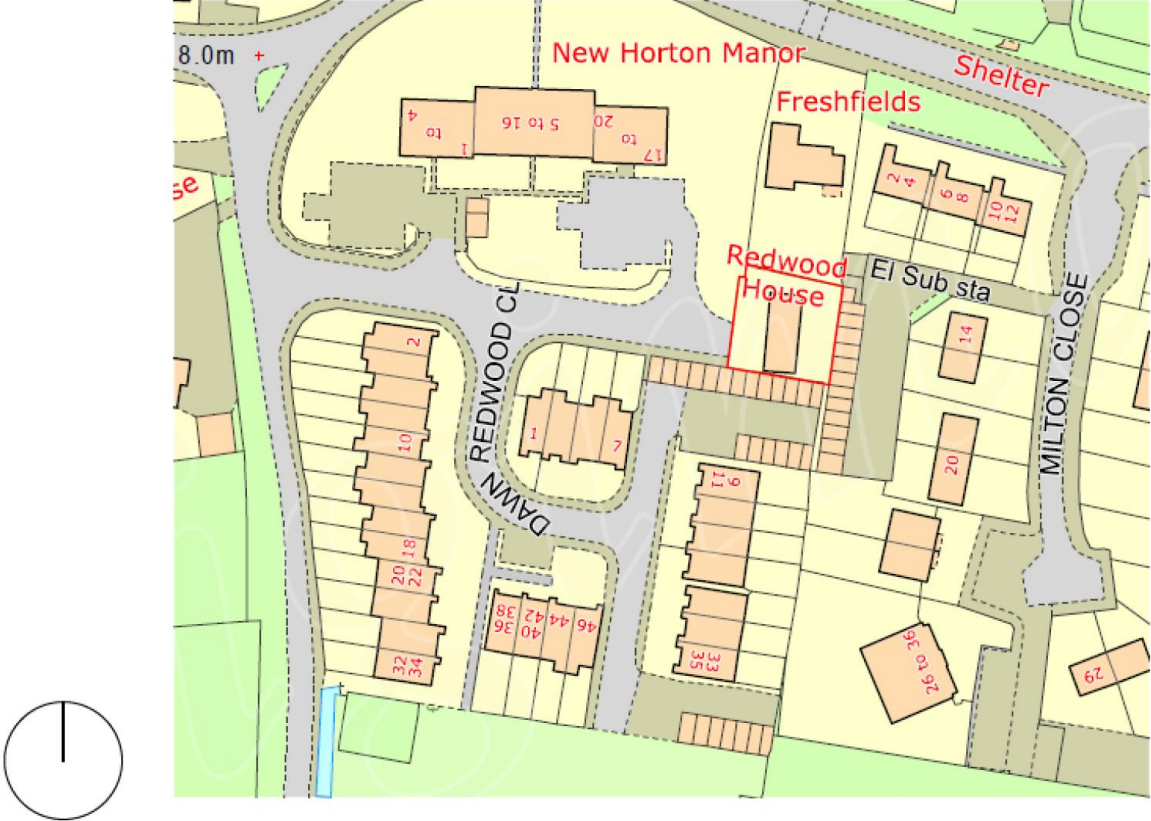 8.0m
New Horton Manor
Shelter
Freshfields
4
to
1
5 to 16
20
to
17
2
4
6
8
10
12
se
Redwood
House
El Sub sta
REDWOOD CL
MILTON CLOSE
2
14
10
1
7
20
9
11
DAWN
18
20
22
38
36
42
40
44
46
32
34
33
35
26 to 36
29